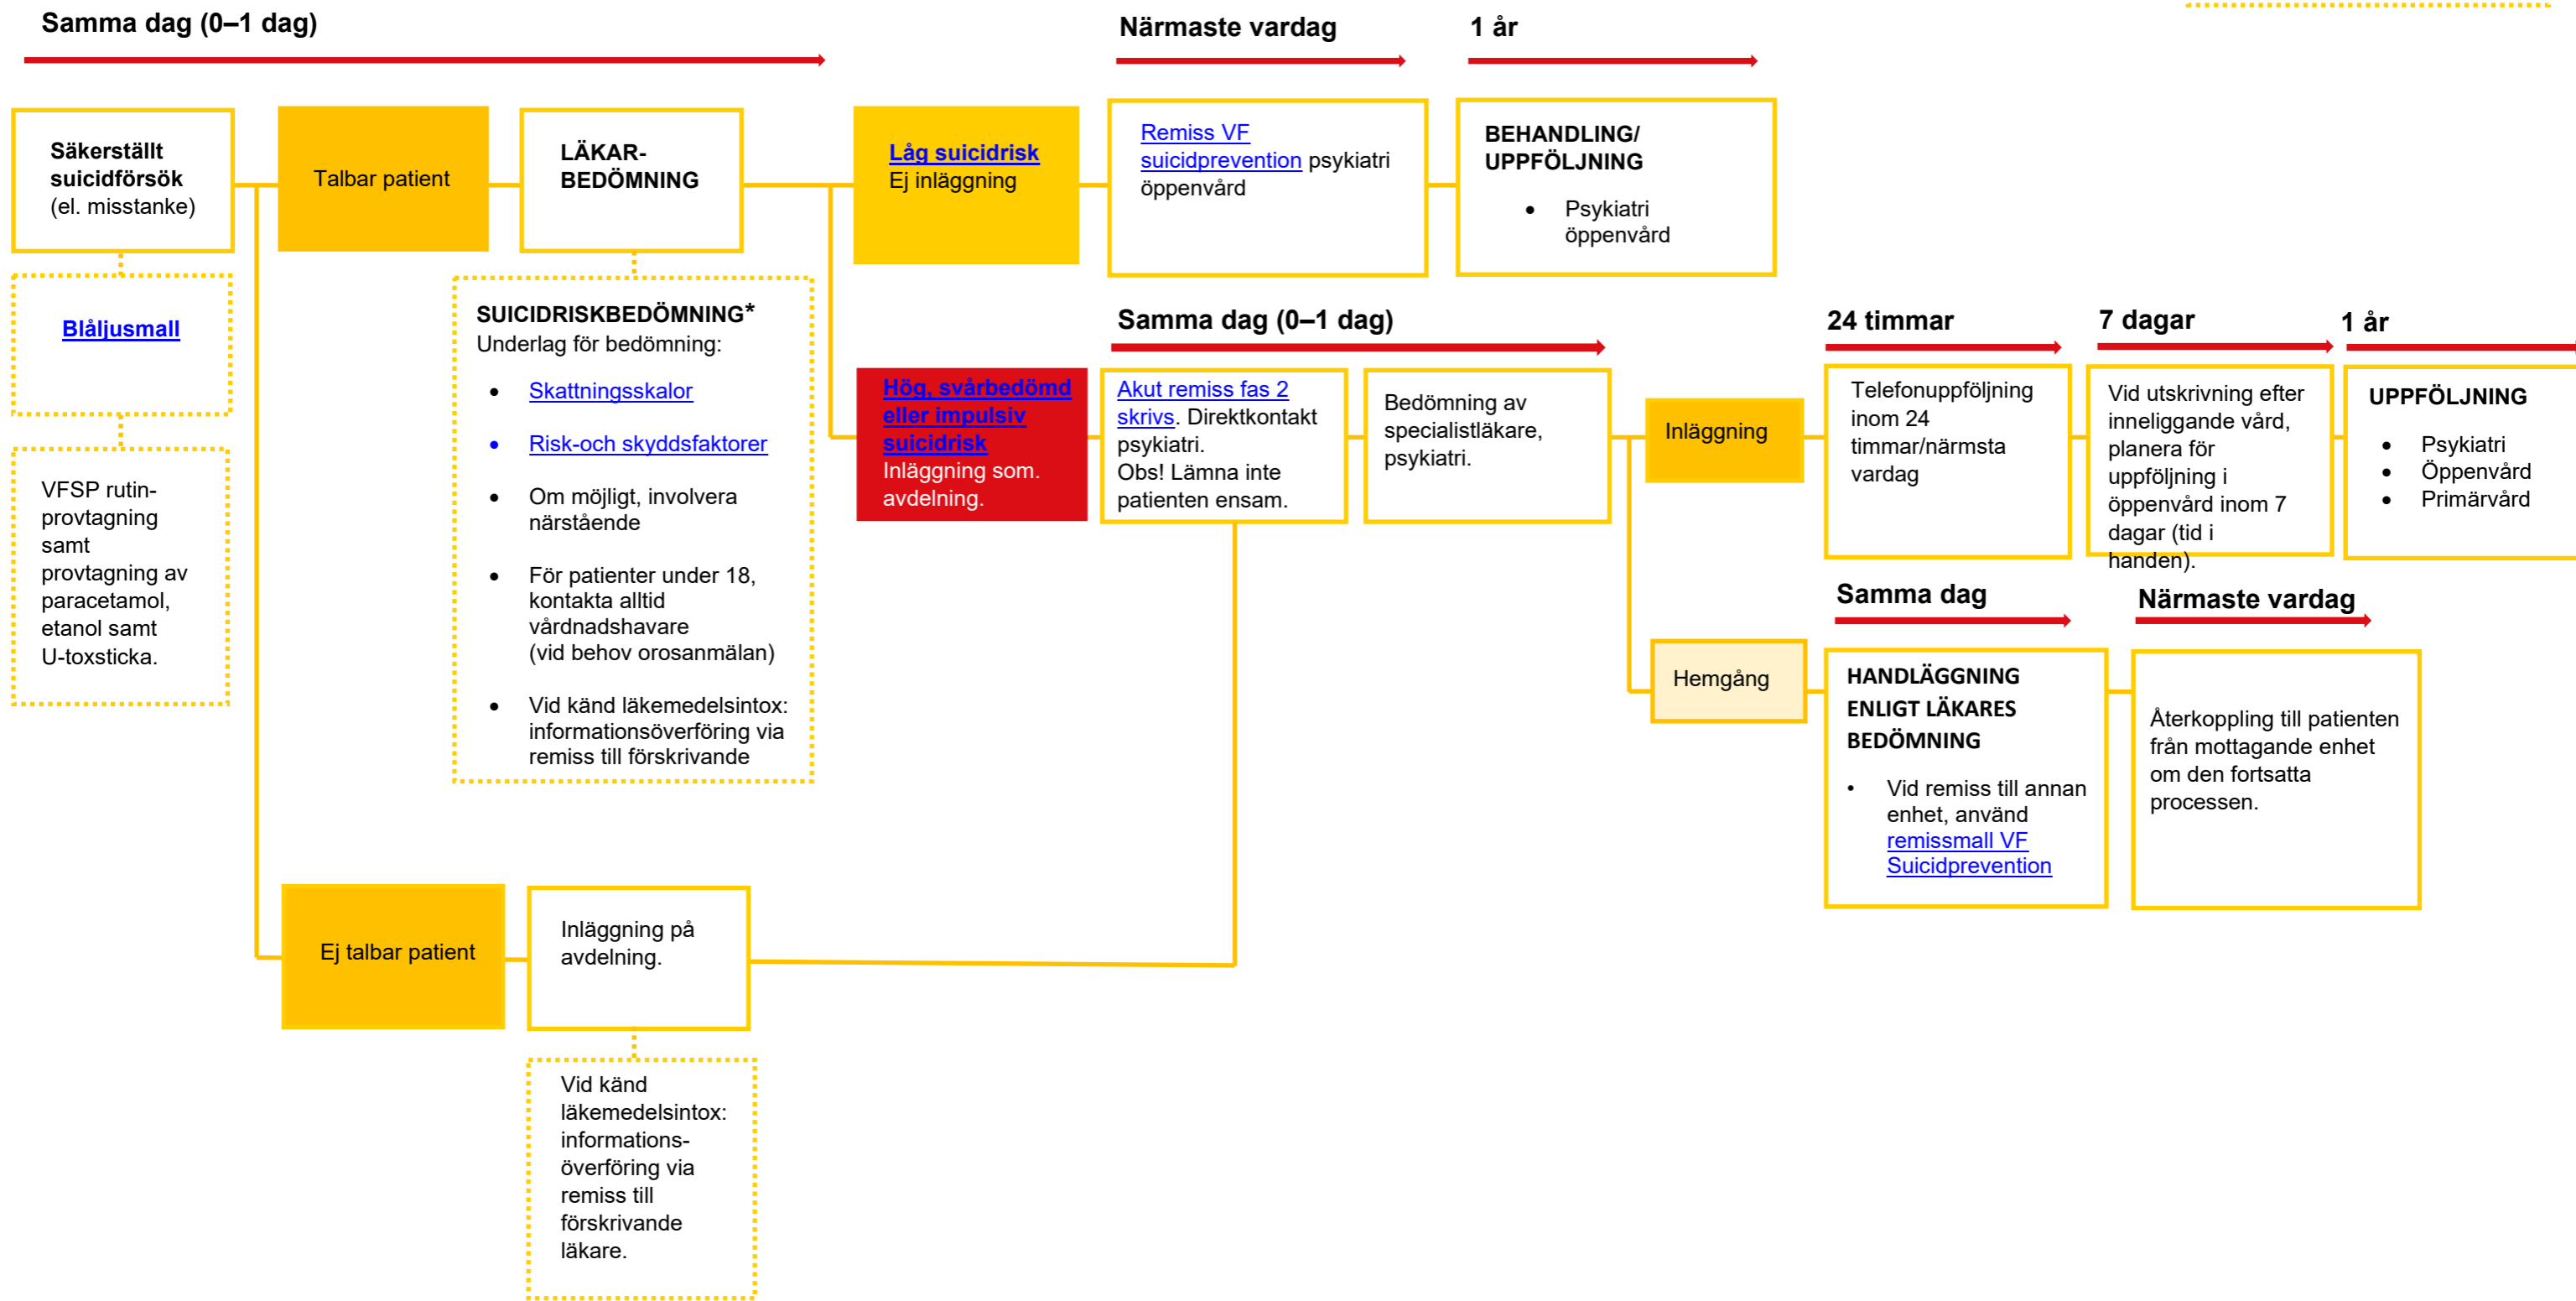 Samma dag (0–1 dag)
Närmaste vardag
1 år
Säkerställt
suicidförsök
(el. misstanke)
Talbar patient
LÄKAR-
BEDÖMNING
Låg suicidrisk
Ej inläggning
Remiss VF
suicidprevention psykiatri
öppenvård
BEHANDLING/
UPPFÖLJNING
• Psykiatri
öppenvård
Blåljusmall
VFSP rutin-
provtagning
samt
provtagning av
paracetamol,
etanol samt
U-toxsticka.
SUICIDRISKBEDÖMNING*
Underlag för bedömning:
• Skattningsskalor
• Risk-och skyddsfaktorer
• Om möjligt, involvera
närstående
• För patienter under 18,
kontakta alltid
vårdnadshavare
(vid behov orosanmälan)
• Vid känd läkemedelsintox:
informationsöverföring via
remiss till förskrivande
Samma dag (0–1 dag)
24 timmar
7 dagar
1 år
Hög, svårbedömd
eller impulsiv
suicidrisk
Inläggning som.
avdelning.
Akut remiss fas 2
skrivs. Direktkontakt
psykiatri.
Obs! Lämna inte
patienten ensam.
Bedömning av
specialistläkare,
psykiatri.
Inläggning
Telefonuppföljning
inom 24
timmar/närmsta
vardag
Vid utskrivning efter
inneliggande vård,
planera för
uppföljning i
öppenvård inom 7
dagar (tid i
handen).
UPPFÖLJNING
• Psykiatri
• Öppenvård
• Primärvård
Samma dag
Närmaste vardag
Hemgång
HANDLÄGGNING
ENLIGT LÄKARES
BEDÖMNING
• Vid remiss till annan
enhet, använd
remissmall VF
Suicidprevention
Återkoppling till patienten
från mottagande enhet
om den fortsatta
processen.
Ej talbar patient
Inläggning på
avdelning.
Vid känd
läkemedelsintox:
informations-
överföring via
remiss till
förskrivande
läkare.